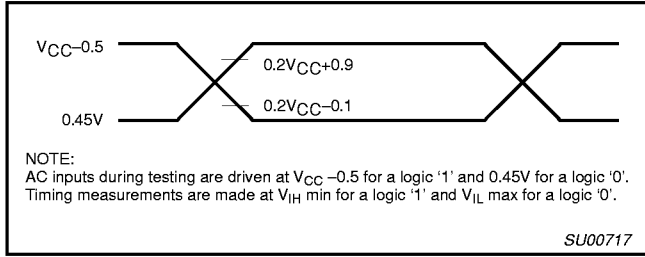 VCC–0.5
0.2VCC+0.9
0.2VCC–0.1
0.45V
NOTE:
AC inputs during testing are driven at VCC –0.5 for a logic ‘1’ and 0.45V for a logic ‘0’.
Timing measurements are made at VIH min for a logic ‘1’ and VIL max for a logic ‘0’.
SU00717